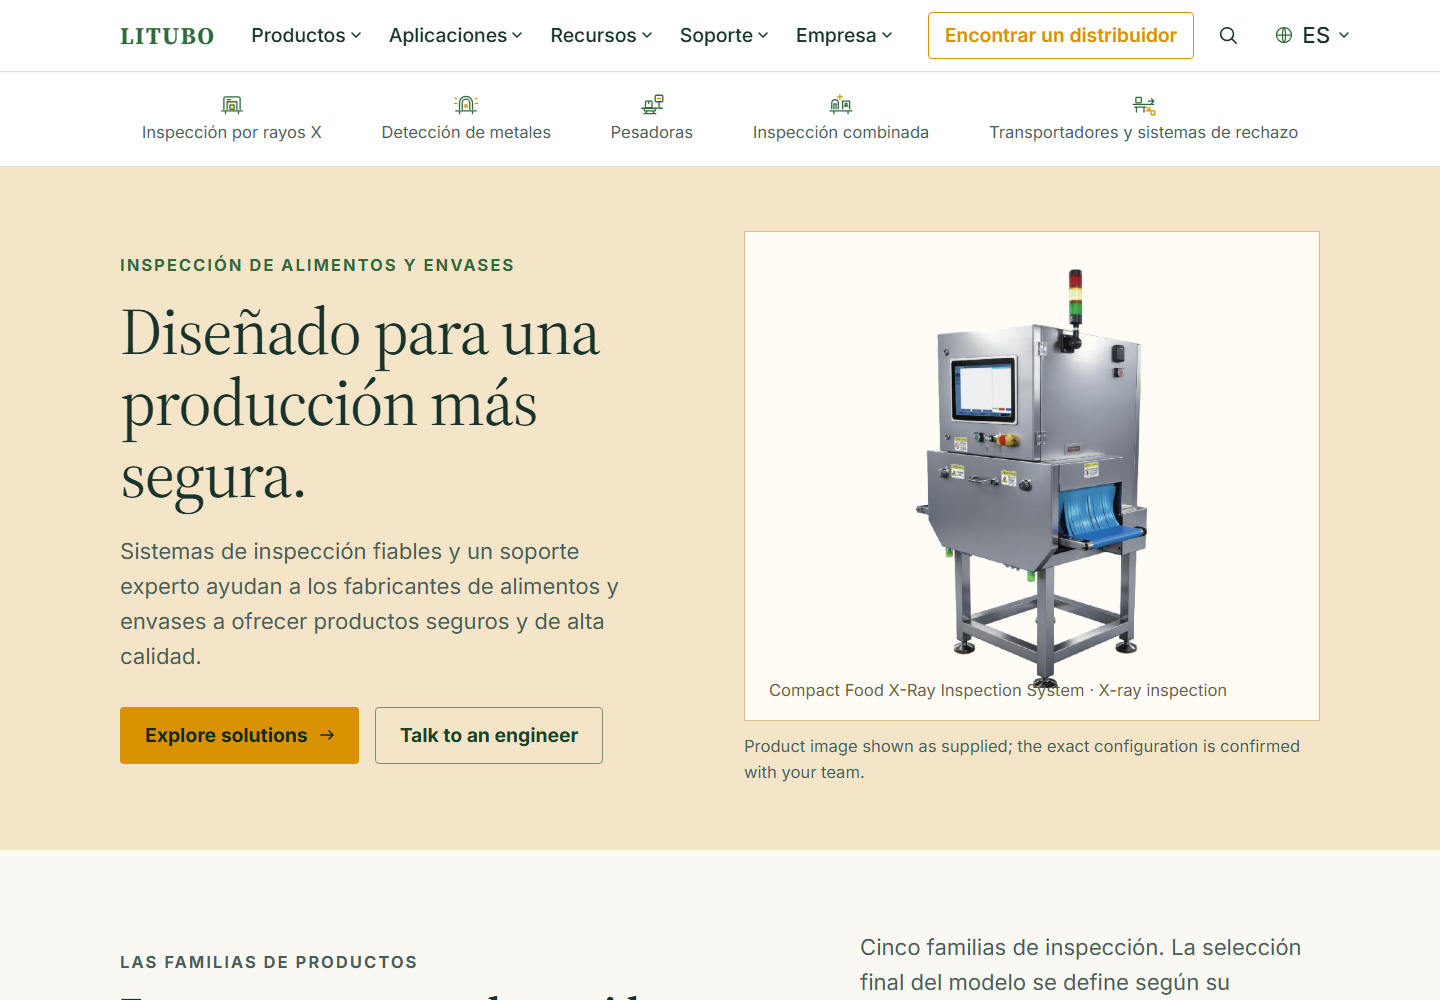 LITUBO
Productos
Aplicaciones
Recursos
Soporte
Empresa
Encontrar un distribuidor
ES
Inspección por rayos X
Detección de metales
Pesadoras
Inspección combinada
Transportadores y sistemas de rechazo
INSPECCIÓN DE ALIMENTOS Y ENVASES
Diseñado para una
producción más
segura.
Sistemas de inspección fiables y un soporte
experto ayudan a los fabricantes de alimentos y
envases a ofrecer productos seguros y de alta
calidad.
Explore solutions →
Talk to an engineer
Compact Food X-Ray Inspection System · X-ray inspection
Product image shown as supplied; the exact configuration is confirmed
with your team.
LAS FAMILIAS DE PRODUCTOS
Cinco familias de inspección. La selección
final del modelo se define según su